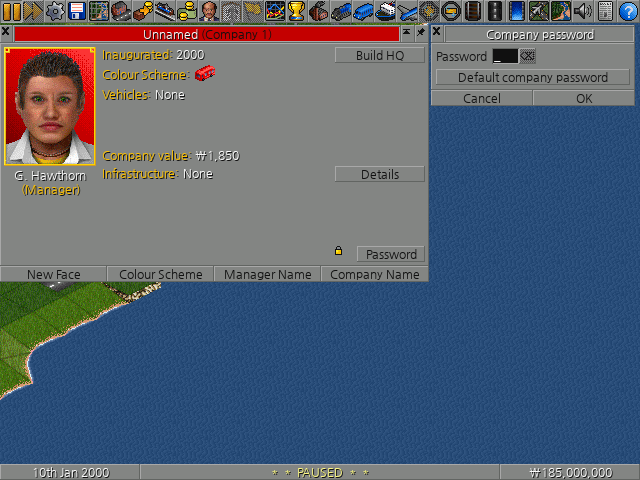 Unnamed (Company 1)
Company password
Inaugurated: 2000
Build HQ
Password
Colour Scheme:
Default company password
Vehicles: None
Cancel
OK
Company value: ₩1,850
G. Hawthorn
(Manager)
Infrastructure: None
Details
Password
New Face
Colour Scheme
Manager Name
Company Name
10th Jan 2000
* * PAUSED * *
₩185,000,000